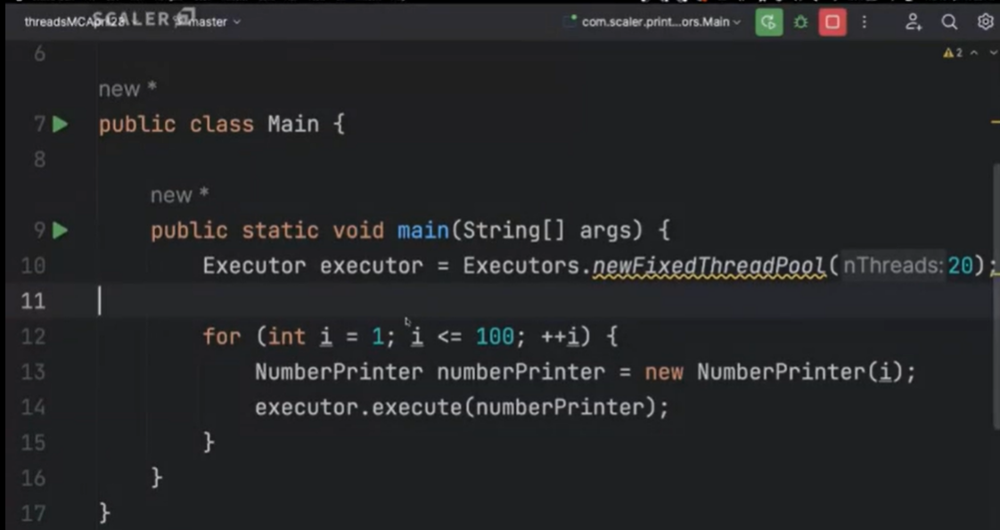 threadsMCApril28 master com.scaler.print...ors.Main
SCALER
6 2
new *
7 public class Main {
8
new *
9 public static void main(String[] args) {
10 Executor executor = Executors.newFixedThreadPool( nThreads: 20);
11
12 for (int i = 1; i <= 100; ++i) {
13 NumberPrinter numberPrinter = new NumberPrinter(i);
14 executor.execute(numberPrinter);
15 }
16 }
17 }